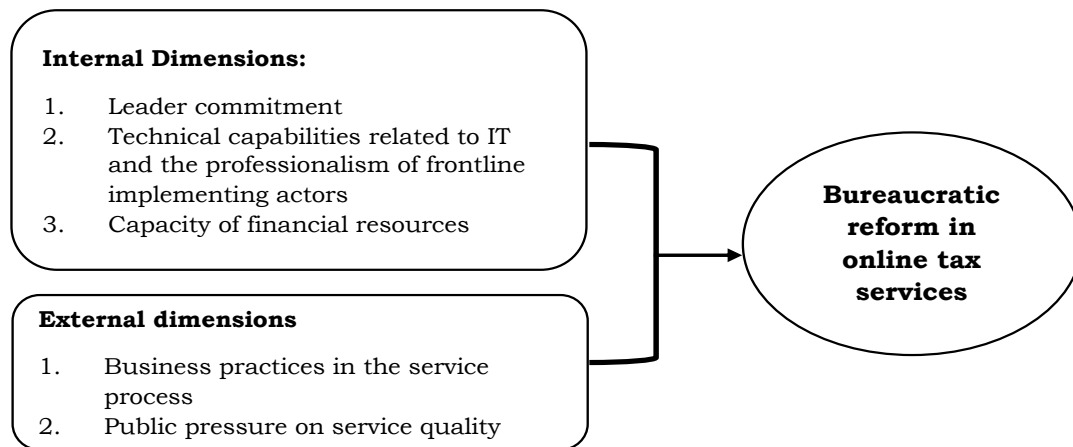 Internal Dimensions:
1. Leader commitment
2. Technical capabilities related to IT
and the professionalism of frontline
implementing actors
3. Capacity of financial resources
External dimensions
1. Business practices in the service
process
2. Public pressure on service quality
Bureaucratic
reform in
online tax
services